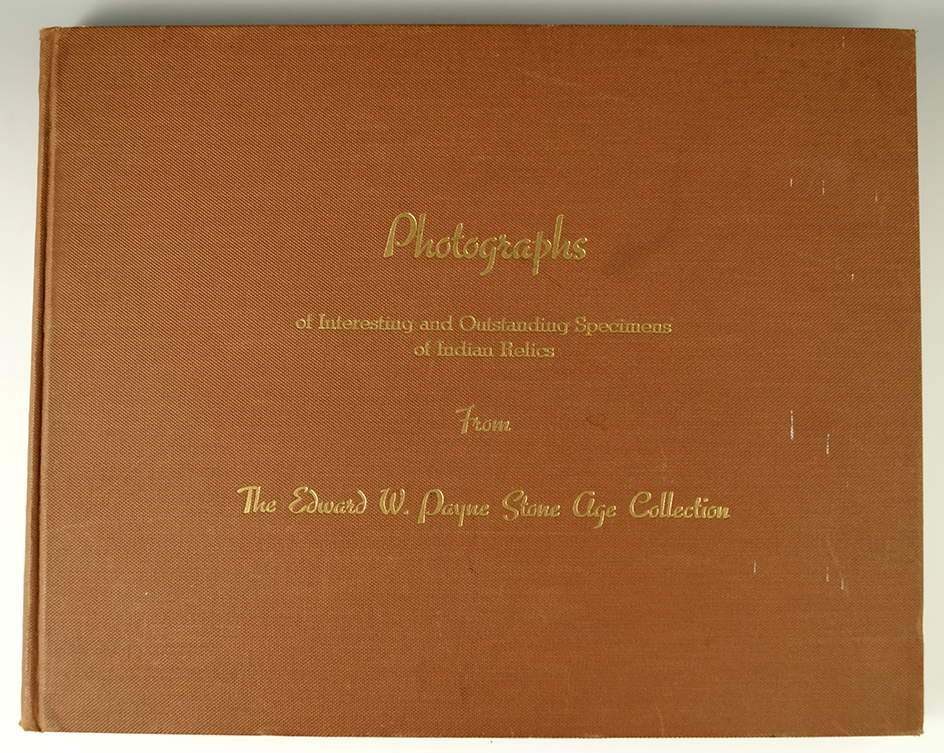 Photographs
of Interesting and Outstanding Specimens
of Indian Relics
From
The Edward W. Payne Stone Age Collection